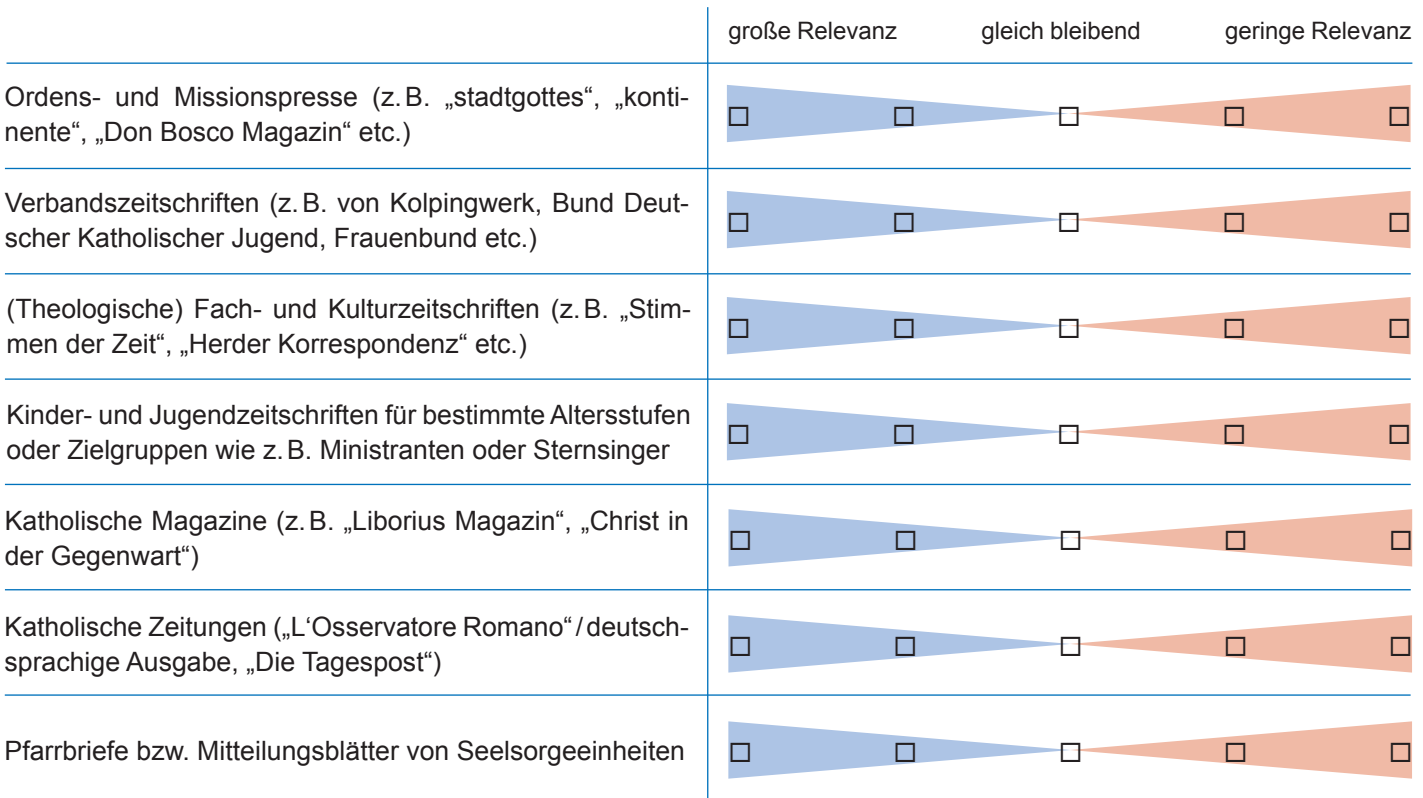 große Relevanz gleich bleibend geringe Relevanz
Ordens- und Missionspresse (z. B. „stadtgottes“, „konti-
nente“, „Don Bosco Magazin“ etc.)
Verbandszeitschriften (z. B. von Kolpingwerk, Bund Deut-
scher Katholischer Jugend, Frauenbund etc.)
(Theologische) Fach- und Kulturzeitschriften (z. B. „Stim-
men der Zeit“, „Herder Korrespondenz“ etc.)
Kinder- und Jugendzeitschriften für bestimmte Altersstufen
oder Zielgruppen wie z. B. Ministranten oder Sternsinger
Katholische Magazine (z. B. „Liborius Magazin“, „Christ in
der Gegenwart“)
Katholische Zeitungen („L‘Osservatore Romano“ / deutsch-
sprachige Ausgabe, „Die Tagespost“)
Pfarrbriefe bzw. Mitteilungsblätter von Seelsorgeeinheiten